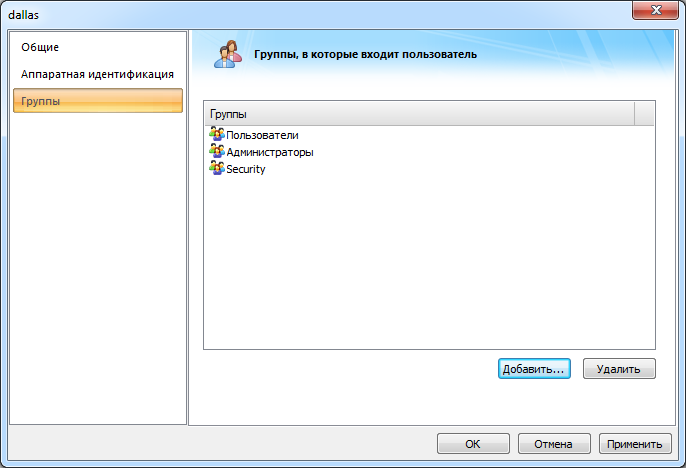 dallas
Общие
Аппаратная идентификация
Группы
Группы, в которые входит пользователь
Группы
Пользователи
Администраторы
Security
Добавить... Удалить
ОК Отмена Применить